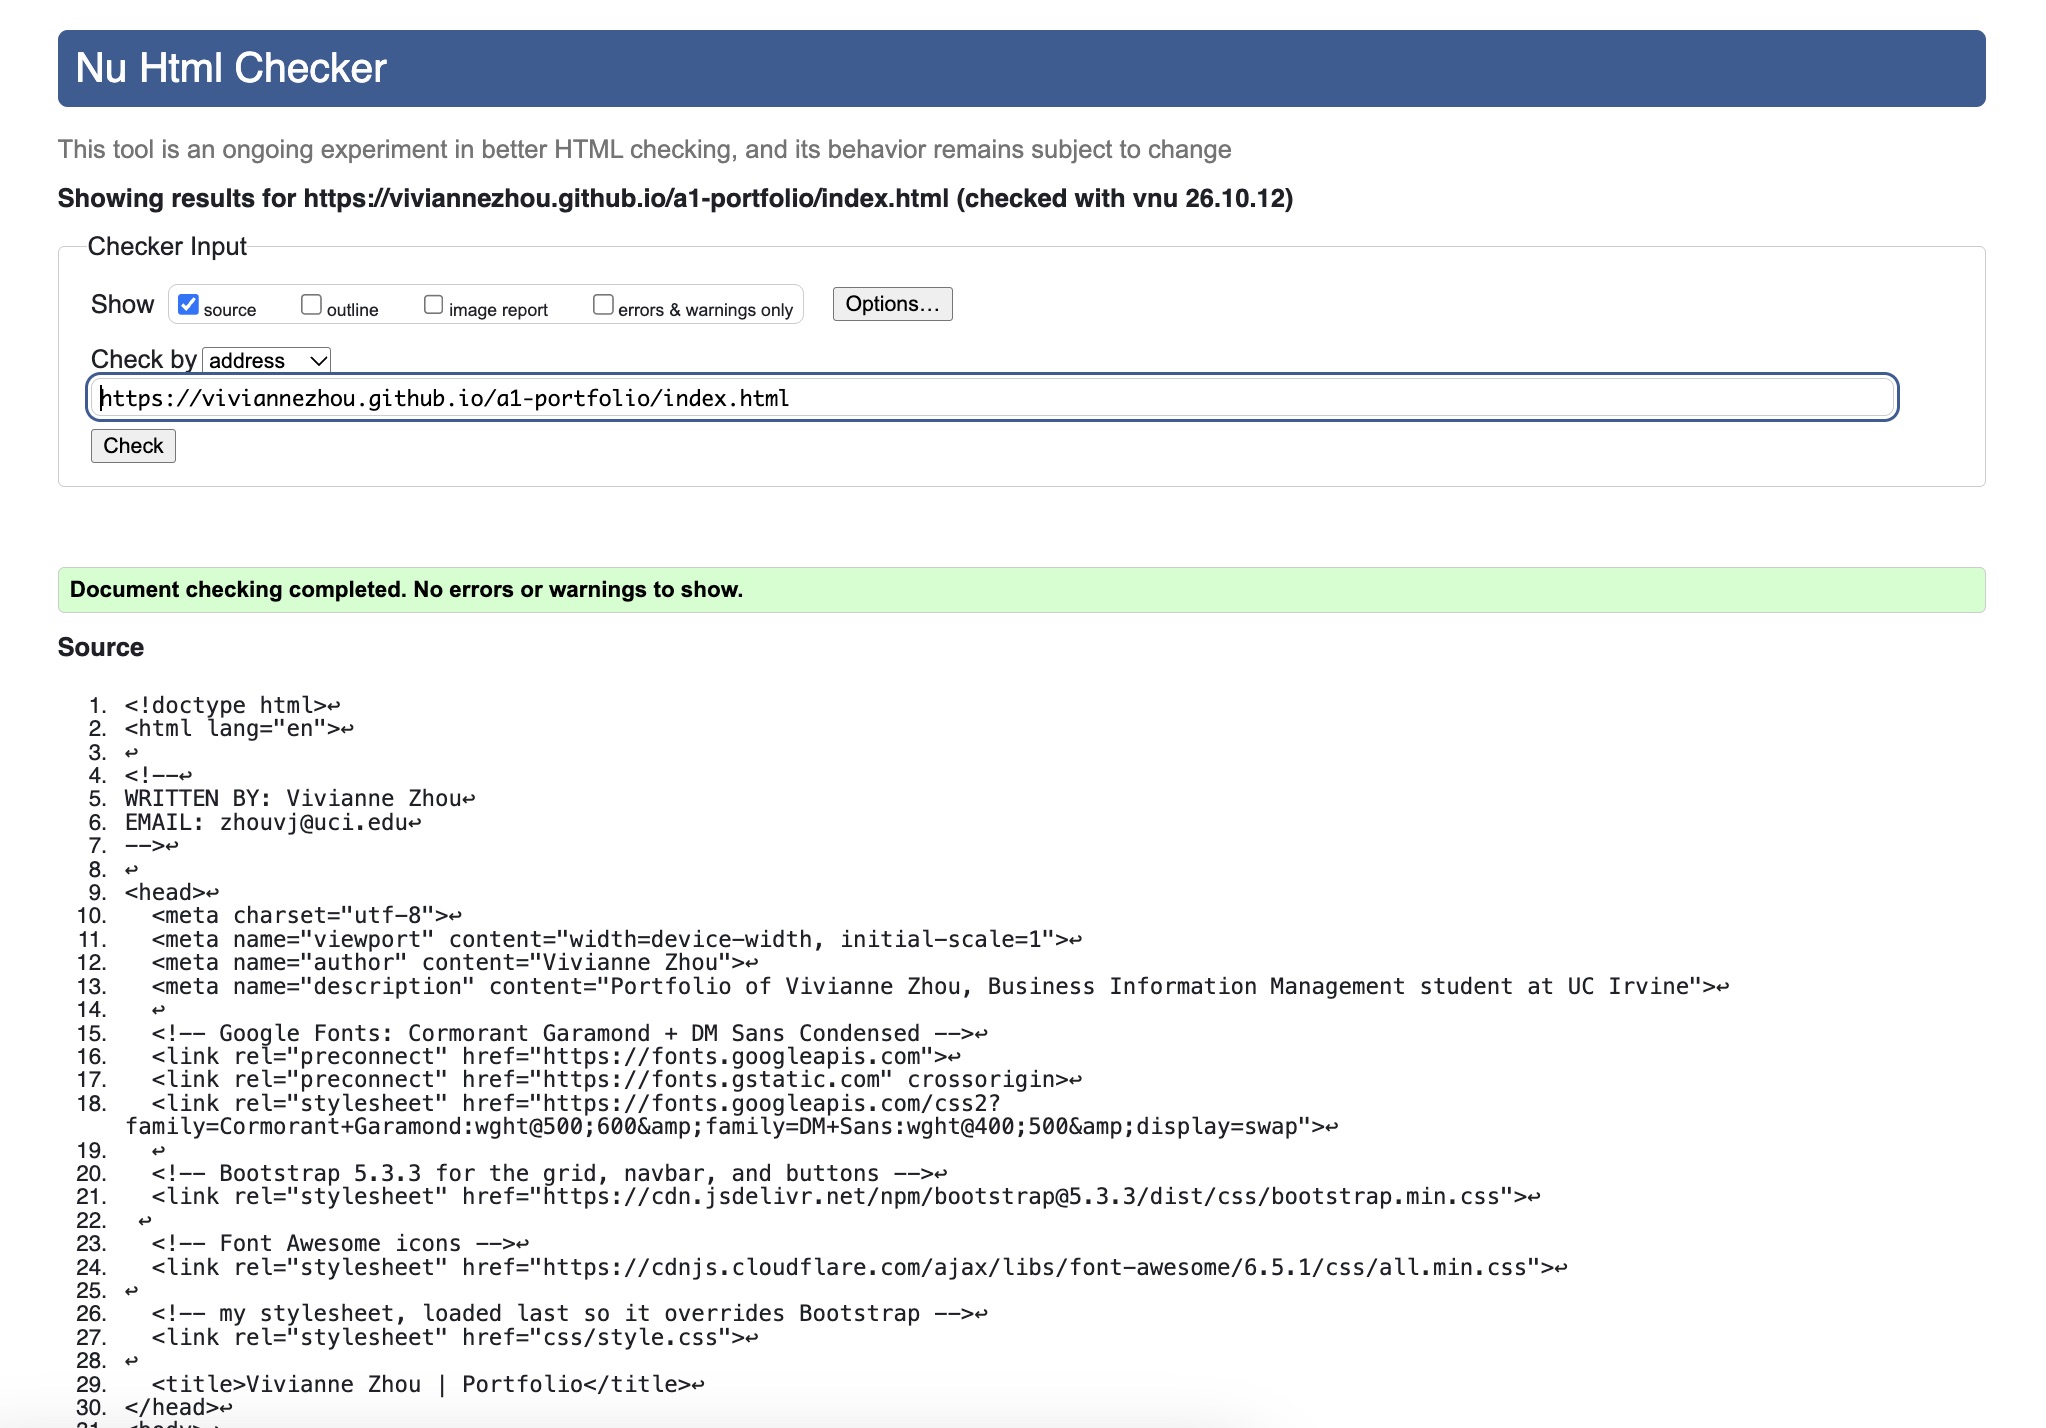 Nu Html Checker
This tool is an ongoing experiment in better HTML checking, and its behavior remains subject to change
Showing results for https://viviannezhou.github.io/a1-portfolio/index.html (checked with vnu 26.10.12)
Checker Input
Show source outline image report errors & warnings only Options...
Check by address
https://viviannezhou.github.io/a1-portfolio/index.html
Check
Document checking completed. No errors or warnings to show.
Source
1. <!doctype html>↩
2. <html lang="en">↩
3. ↩
4. <!--↩
5. WRITTEN BY: Vivianne Zhou↩
6. EMAIL: zhouvj@uci.edu↩
7. -->↩
8. ↩
9. <head>↩
10. <meta charset="utf-8">↩
11. <meta name="viewport" content="width=device-width, initial-scale=1">↩
12. <meta name="author" content="Vivianne Zhou">↩
13. <meta name="description" content="Portfolio of Vivianne Zhou, Business Information Management student at UC Irvine">↩
14. ↩
15. <!-- Google Fonts: Cormorant Garamond + DM Sans Condensed -->↩
16. <link rel="preconnect" href="https://fonts.googleapis.com">↩
17. <link rel="preconnect" href="https://fonts.gstatic.com" crossorigin>↩
18. <link rel="stylesheet" href="https://fonts.googleapis.com/css2?
family=Cormorant+Garamond:wght@500;600&amp;family=DM+Sans:wght@400;500&amp;display=swap">↩
19. ↩
20. <!-- Bootstrap 5.3.3 for the grid, navbar, and buttons -->↩
21. <link rel="stylesheet" href="https://cdn.jsdelivr.net/npm/bootstrap@5.3.3/dist/css/bootstrap.min.css">↩
22. ↩
23. <!-- Font Awesome icons -->↩
24. <link rel="stylesheet" href="https://cdnjs.cloudflare.com/ajax/libs/font-awesome/6.5.1/css/all.min.css">↩
25. ↩
26. <!-- my stylesheet, loaded last so it overrides Bootstrap -->↩
27. <link rel="stylesheet" href="css/style.css">↩
28. ↩
29. <title>Vivianne Zhou | Portfolio</title>↩
30. </head>↩